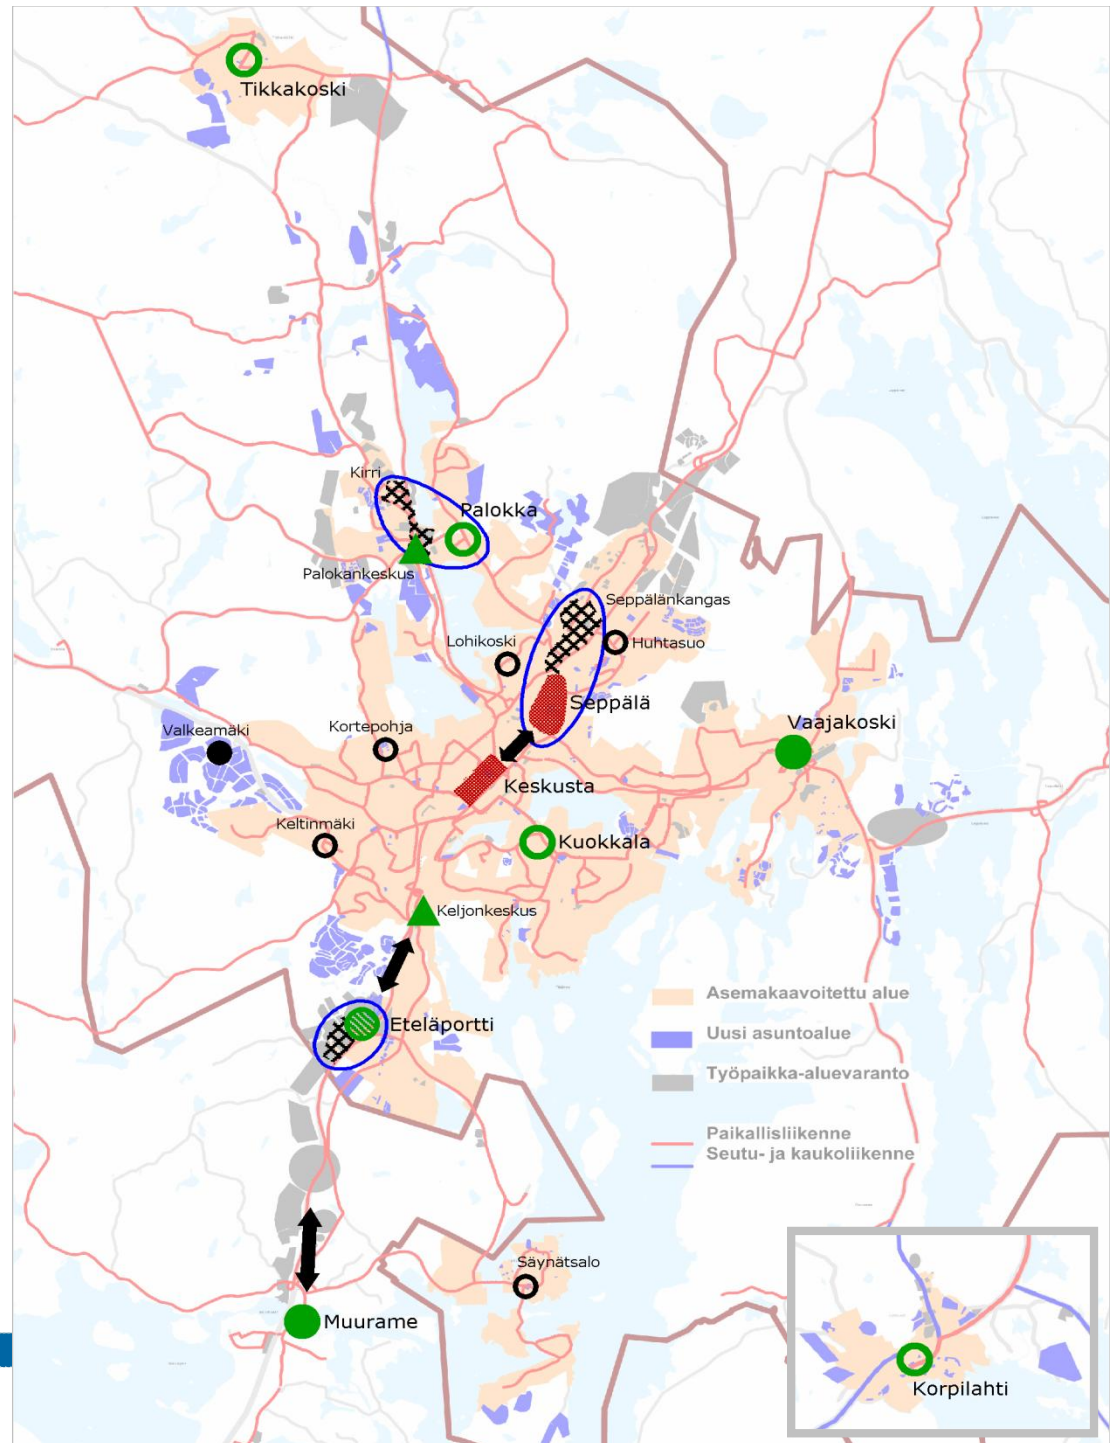 Tikkakoski
Kirri
Palokka
Palokankeskus
Seppälänkangas
Lohikoski
Huhtasuo
Seppälä
Valkeamäki
Kortepohja
Vaajakoski
Keskusta
Keltinmäki
Kuokkala
Keljonkeskus
Eteläportti
Asemakaavoitettu alue
Uusi asuntoalue
Työpaikka-aluevaranto
Paikallisliikenne
Seutu- ja kaukoliikenne
Säynätsalo
Muurame
Korpilahti